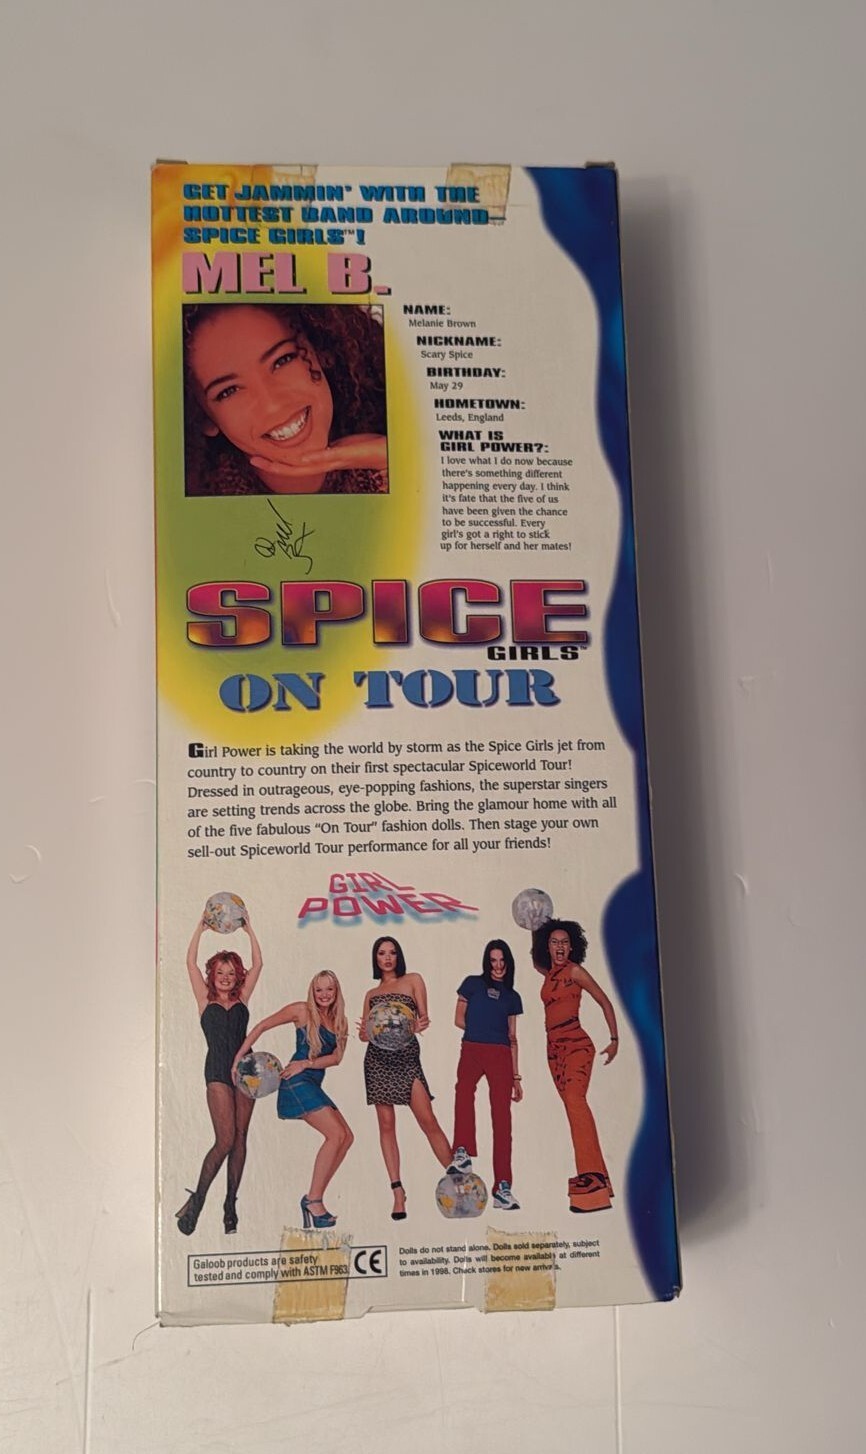 GET JAMMIN' WITH THE
HOTTEST BAND AROUND—
SPICE GIRLS™!
MEL B.
NAME:
Melanie Brown
NICKNAME:
Scary Spice
BIRTHDAY:
May 29
HOMETOWN:
Leeds, England
WHAT IS
GIRL POWER?:
I love what I do now because
there's something different
happening every day. I think
it's fate that the five of us
have been given the chance
to be successful. Every
girl's got a right to stick
up for herself and her mates!
SPICE
GIRLS™
ON TOUR
Girl Power is taking the world by storm as the Spice Girls jet from
country to country on their first spectacular Spiceworld Tour!
Dressed in outrageous, eye-popping fashions, the superstar singers
are setting trends across the globe. Bring the glamour home with all
of the five fabulous "On Tour" fashion dolls. Then stage your own
sell-out Spiceworld Tour performance for all your friends!
GIRL
POWER
Galoob products are safety
tested and comply with ASTM F963
CE
Dolls do not stand alone. Dolls sold separately, subject
to availability. Dolls will become available at different
times in 1998. Check stores for new arrivals.